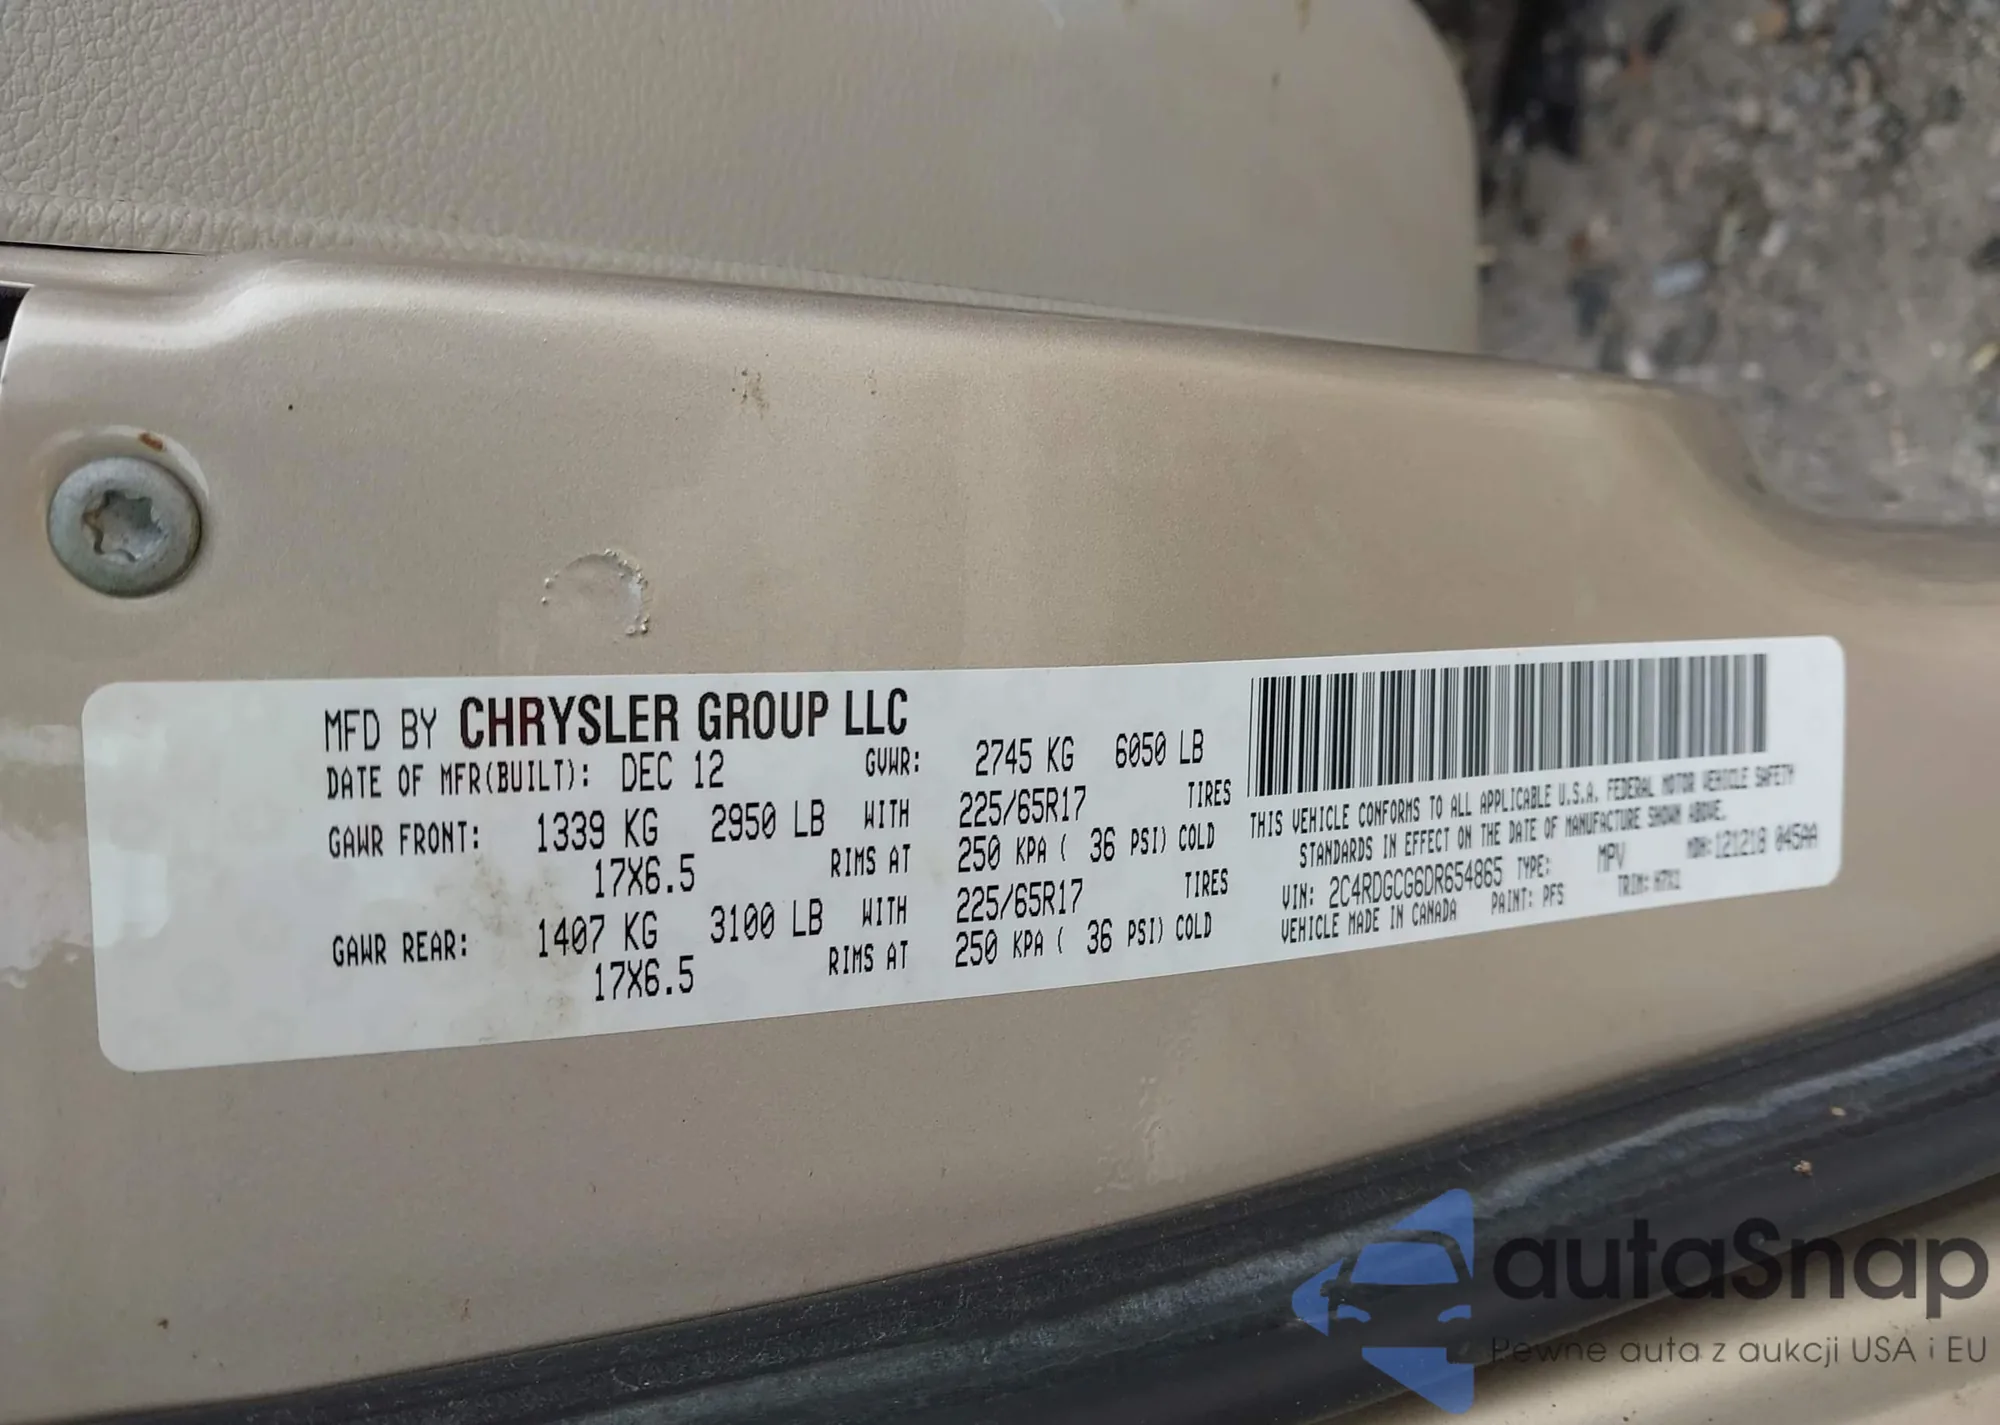 MFD BY CHRYSLER GROUP LLC
DATE OF MFR(BUILT): DEC 12 GVWR: 2745 KG 6050 LB
GAWR FRONT: 1339 KG 2950 LB WITH 225/65R17 TIRES
17X6.5 RIMS AT 250 KPA ( 36 PSI) COLD
GAWR REAR: 1407 KG 3100 LB WITH 225/65R17 TIRES
17X6.5 RIMS AT 250 KPA ( 36 PSI) COLD
THIS VEHICLE CONFORMS TO ALL APPLICABLE U.S.A. FEDERAL MOTOR VEHICLE SAFETY
STANDARDS IN EFFECT ON THE DATE OF MANUFACTURE SHOWN ABOVE.
VIN: 2C4RDGCG6DR654865 TYPE: MPV MDH:121218 045AA
VEHICLE MADE IN CANADA PAINT: PFS TRIM:
autaSnap
Pewne auta z aukcji USA i EU